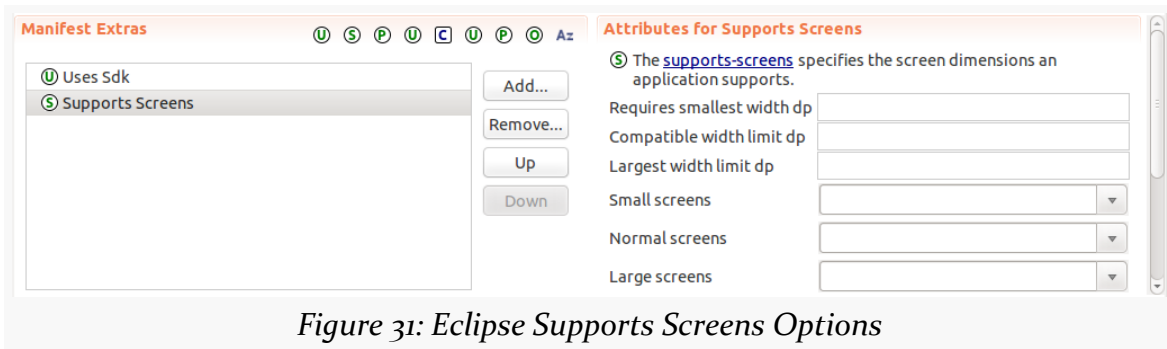 Manifest Extras
U S P U C U P O Az
U Uses Sdk
S Supports Screens
Add...
Remove...
Up
Down
Attributes for Supports Screens
S The supports-screens specifies the screen dimensions an
application supports.
Requires smallest width dp
Compatible width limit dp
Largest width limit dp
Small screens
Normal screens
Large screens
Figure 31: Eclipse Supports Screens Options